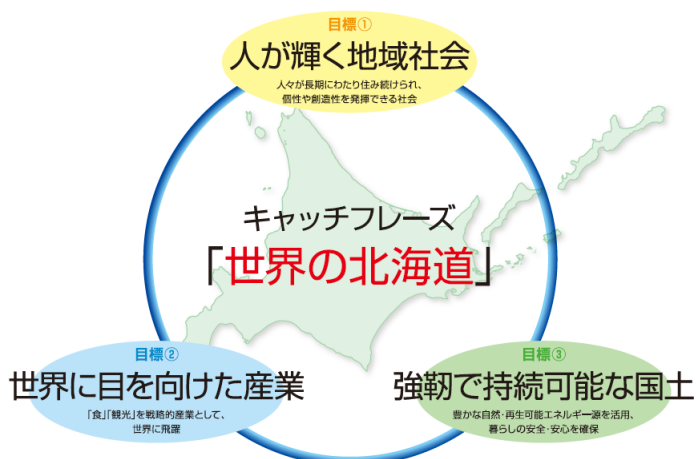 目標①
人が輝く地域社会
人々が長期にわたり住み続けられ、
個性や創造性を発揮できる社会
キャッチフレーズ
「世界の北海道」
目標②
世界に目を向けた産業
「食」「観光」を戦略的産業として、
世界に飛躍
目標③
強靭で持続可能な国土
豊かな自然・再生可能エネルギー源を活用、
暮らしの安全・安心を確保